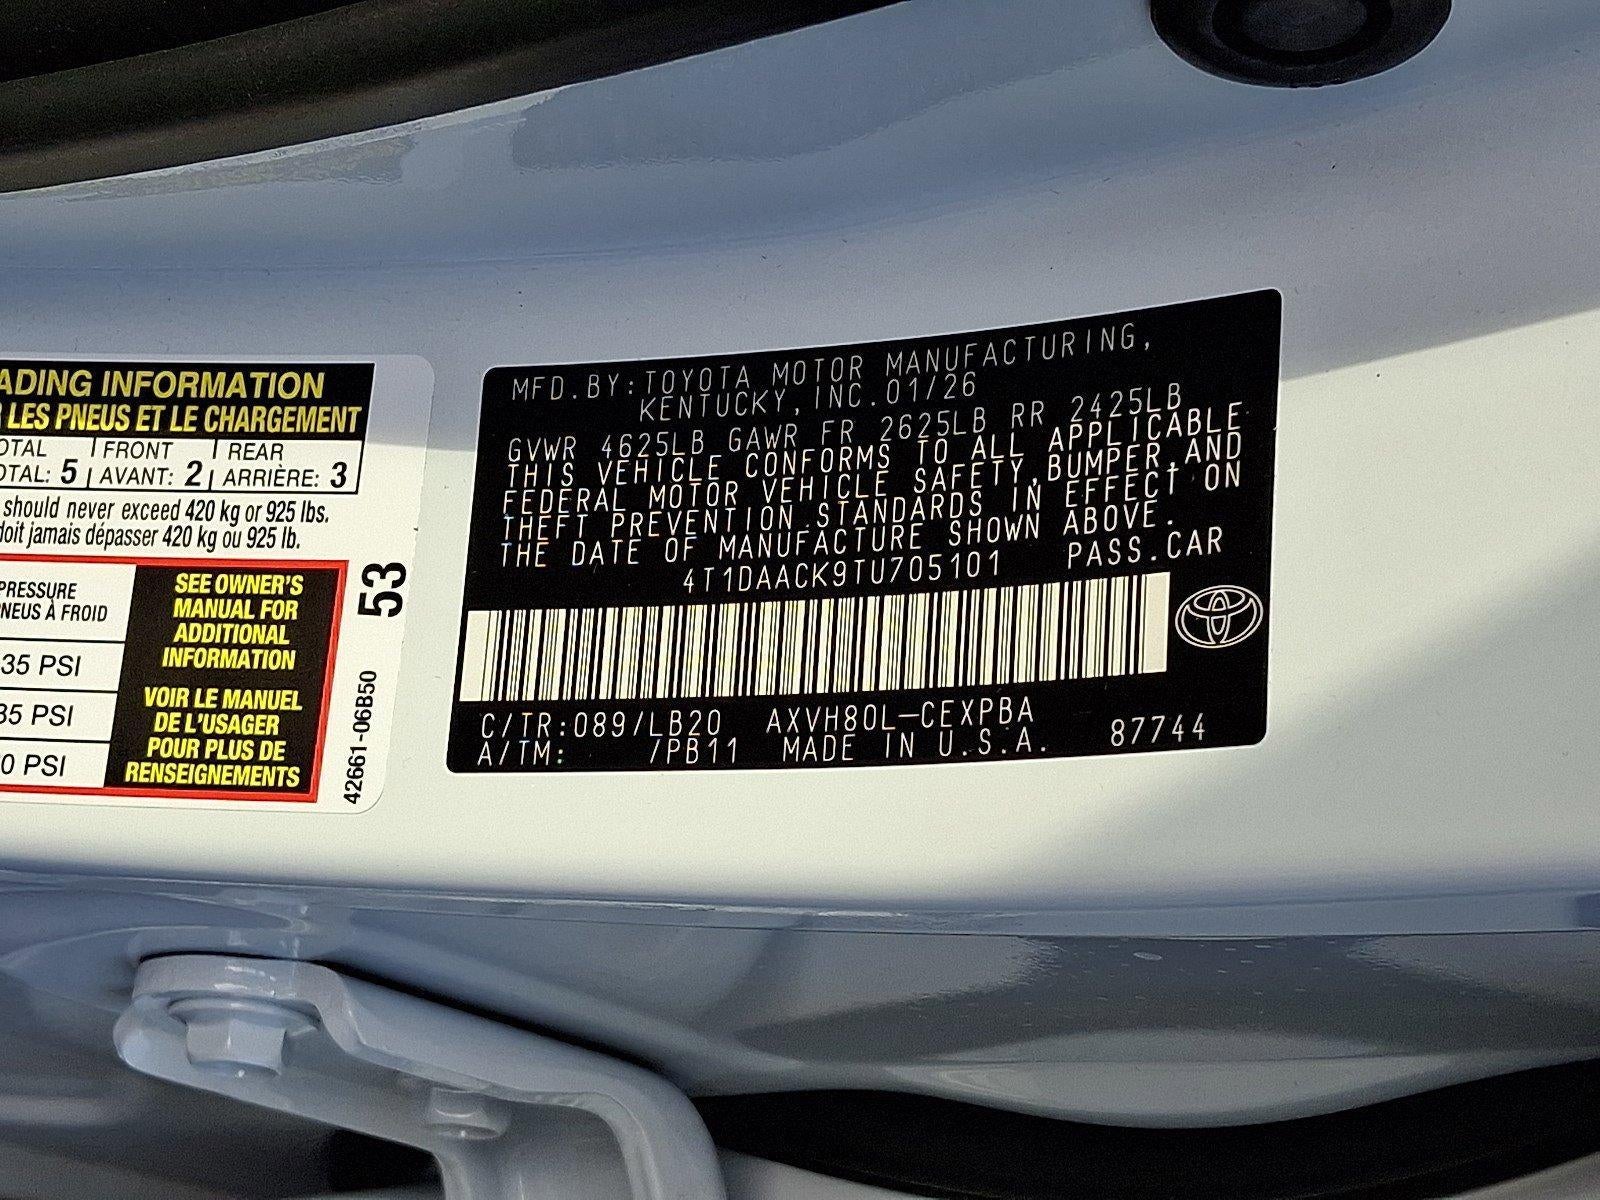 ADING INFORMATION
LES PNEUS ET LE CHARGEMENT
OTAL FRONT REAR
OTAL: 5 AVANT: 2 ARRIÈRE: 3
should never exceed 420 kg or 925 lbs.
doit jamais dépasser 420 kg ou 925 lb.
PRESSURE
NEUS À FROID
35 PSI
35 PSI
0 PSI
SEE OWNER'S
MANUAL FOR
ADDITIONAL
INFORMATION
VOIR LE MANUEL
DE L'USAGER
POUR PLUS DE
RENSEIGNEMENTS
53
42661-06B50
MFD. BY: TOYOTA MOTOR MANUFACTURING,
KENTUCKY, INC. 01/26
GVWR 4625LB GAWR FR 2625LB RR 2425LB
THIS VEHICLE CONFORMS TO ALL APPLICABLE
FEDERAL MOTOR VEHICLE SAFETY, BUMPER, AND
THEFT PREVENTION STANDARDS IN EFFECT ON
THE DATE OF MANUFACTURE SHOWN ABOVE.
4T1DAACK9TU705101 PASS. CAR
C/TR: 089/LB20 AXVH80L-CEXPBA
A/TM: /PB11 MADE IN U.S.A. 87744